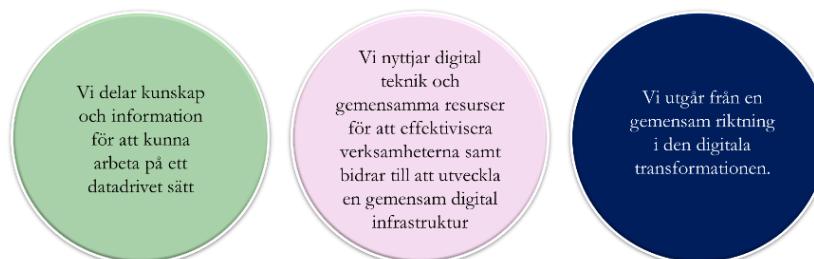 Vi delar kunskap
och information
för att kunna
arbeta på ett
datadrivet sätt
Vi nyttjar digital
teknik och
gemensamma resurser
för att effektivisera
verksamheterna samt
bidrar till att utveckla
en gemensam digital
infrastruktur
Vi utgår från en
gemensam riktning
i den digitala
transformationen.